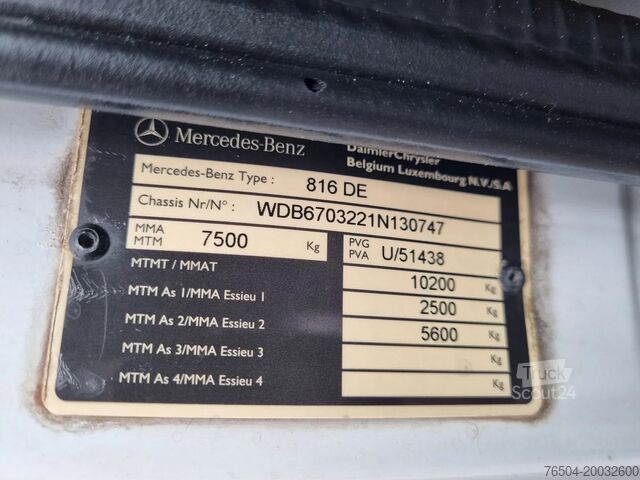 Mercedes-Benz
DaimlerChrysler
Belgium Luxembourg N.V./S.A
Mercedes-Benz Type : 816 DE
Chassis Nr/N° : WDB6703221N130747
MMA
MTM 7500 Kg
PVG
PVA U/51438
MTMT / MMAT 10200 Kg
MTM As 1/MMA Essieu 1 2500 Kg
MTM As 2/MMA Essieu 2 5600 Kg
MTM As 3/MMA Essieu 3 Kg
MTM As 4/MMA Essieu 4 Kg
Truck
Scout24
76504-20032600